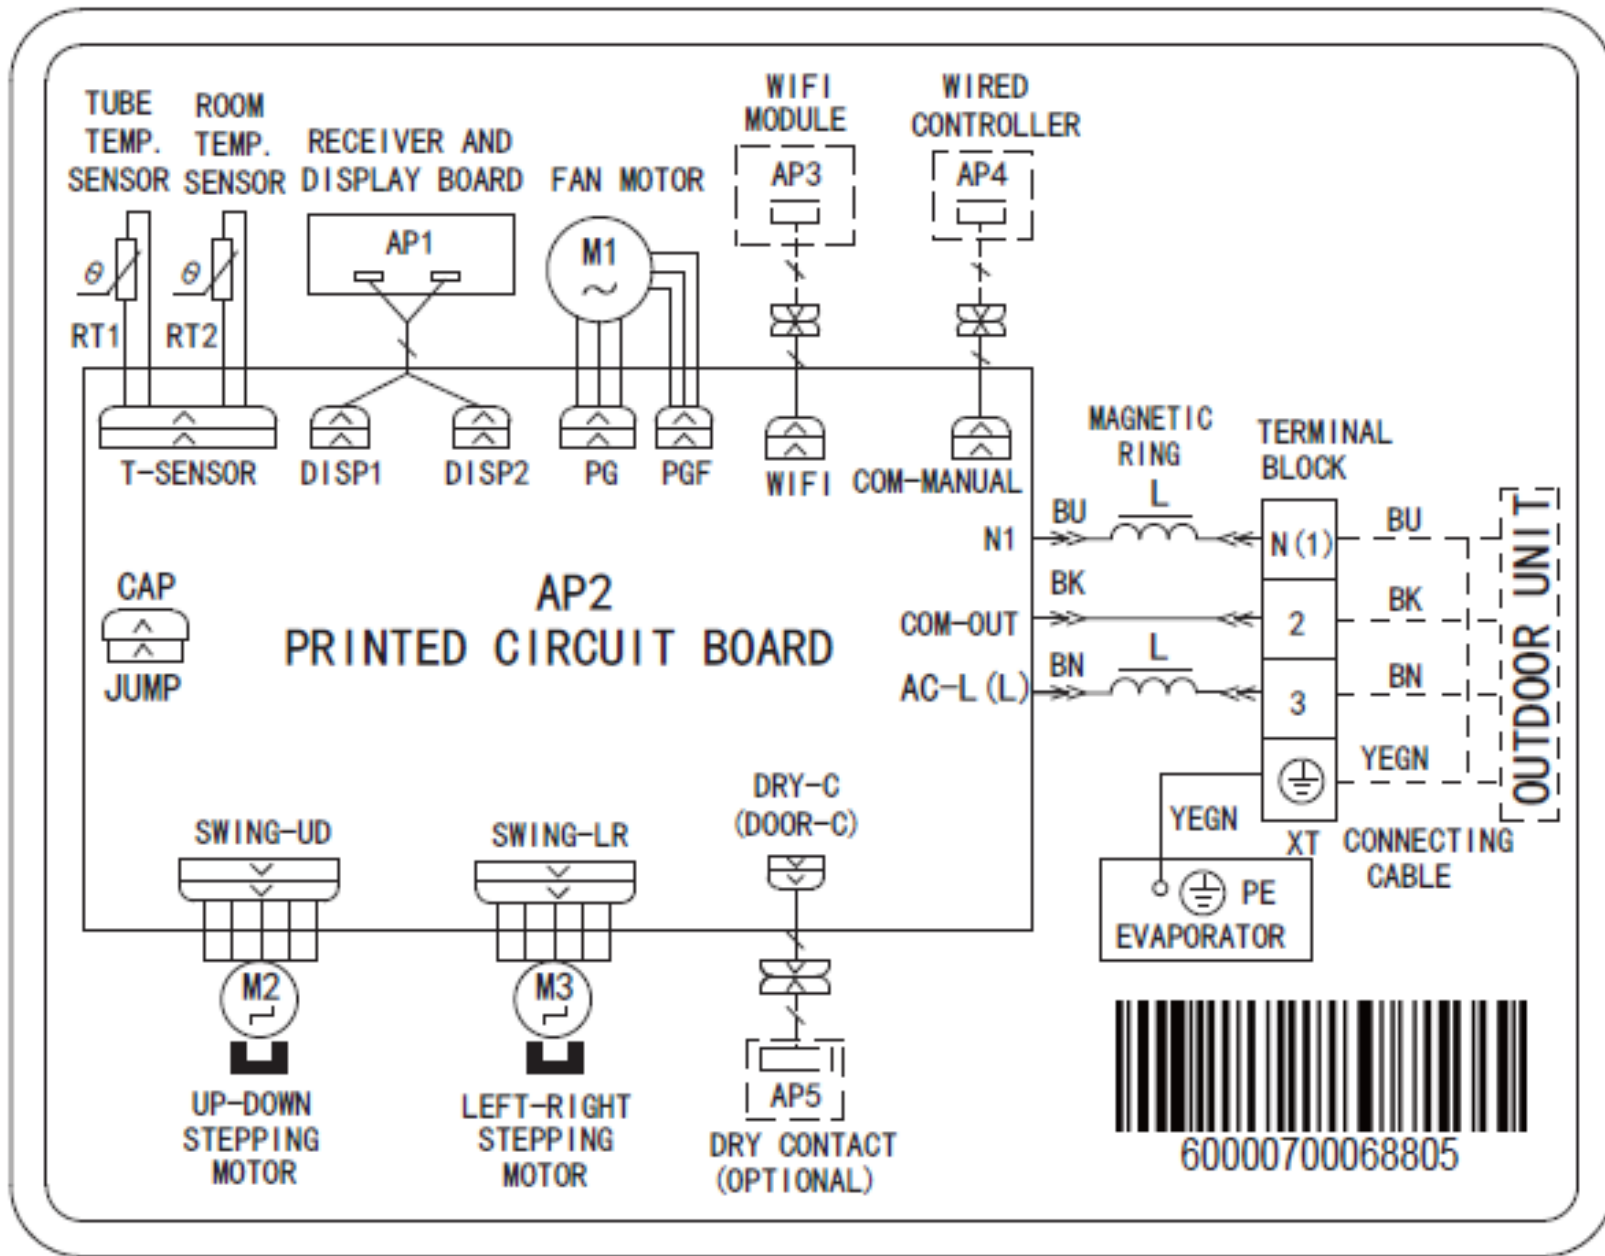 TUBE
TEMP.
SENSOR
ROOM
TEMP.
SENSOR
RECEIVER AND
DISPLAY BOARD
FAN MOTOR
WIFI
MODULE
WIRED
CONTROLLER
AP1
M1
AP3
AP4
θ
θ
RT1
RT2
T-SENSOR
DISP1
DISP2
PG
PGF
WIFI
COM-MANUAL
MAGNETIC
RING
L
TERMINAL
BLOCK
N1
BU
N(1)
BU
CAP
JUMP
AP2
PRINTED CIRCUIT BOARD
COM-OUT
BK
2
BK
AC-L(L)
BN
L
3
BN
YEGN
OUTDOOR UNIT
YEGN
XT
CONNECTING
CABLE
PE
EVAPORATOR
SWING-UD
SWING-LR
DRY-C
(DOOR-C)
M2
M3
AP5
UP-DOWN
STEPPING
MOTOR
LEFT-RIGHT
STEPPING
MOTOR
DRY CONTACT
(OPTIONAL)
60000700068805